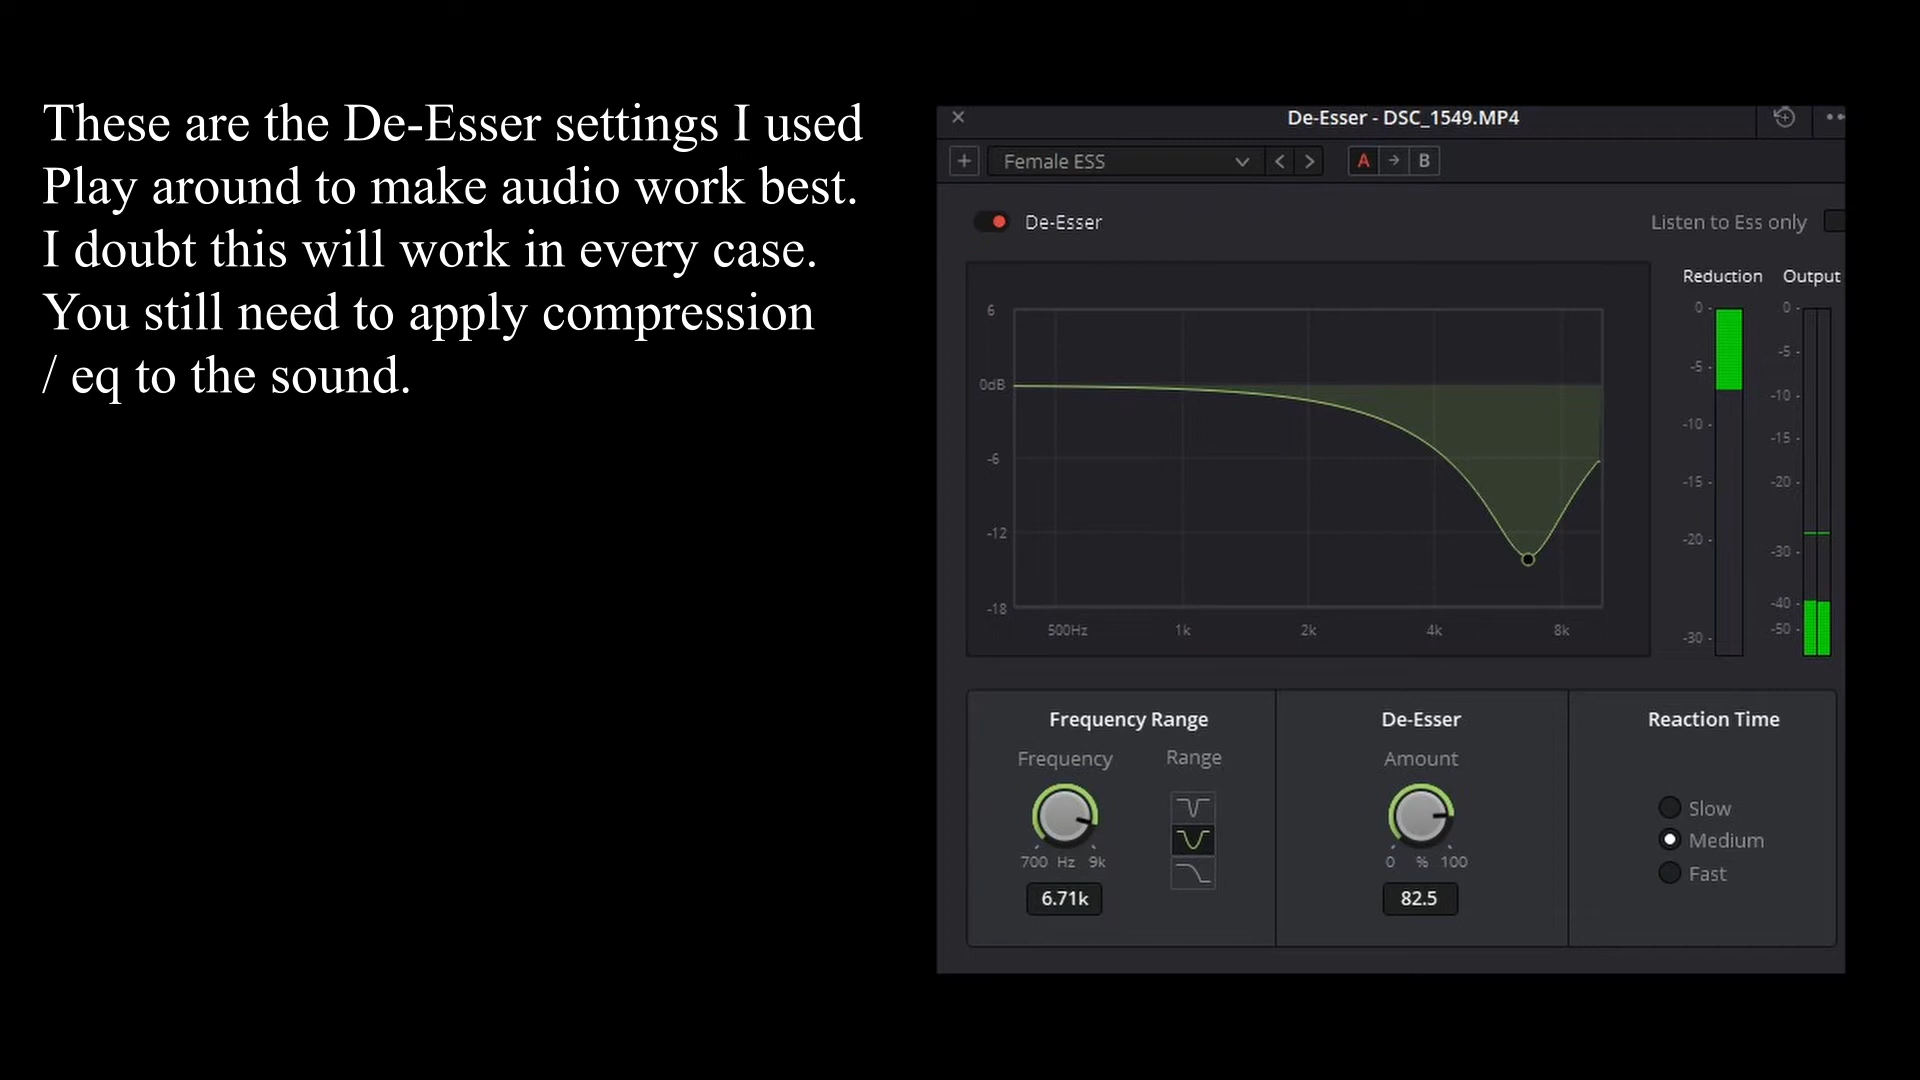 These are the De-Esser settings I used
Play around to make audio work best.
I doubt this will work in every case.
You still need to apply compression
/ eq to the sound.
De-Esser - DSC_1549.MP4
+ Female ESS < > A → B
De-Esser
Listen to Ess only
Reduction Output
6
0dB
-6
-12
-18
500Hz 1k 2k 4k 8k
0
-5
-10
-15
-20
-30
0
-5
-10
-15
-20
-30
-40
-50
Frequency Range
Frequency Range
700 Hz 9k
6.71k
De-Esser
Amount
0 % 100
82.5
Reaction Time
Slow
Medium
Fast